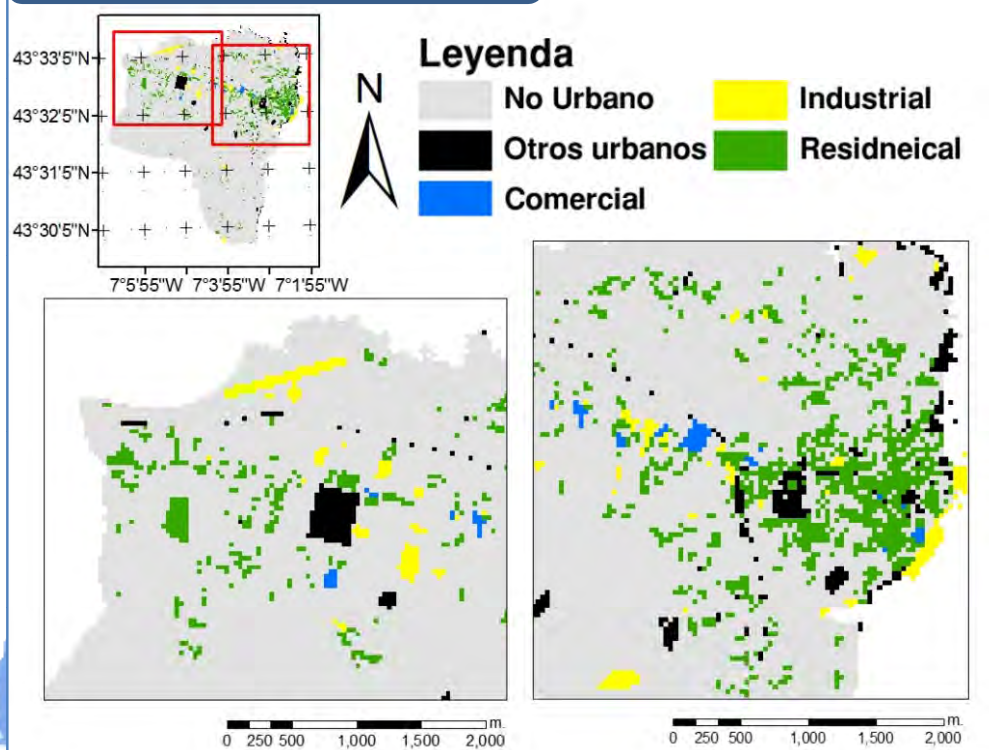 43°33'5"N
43°32'5"N
43°31'5"N
43°30'5"N
7°5'55"W 7°3'55"W 7°1'55"W
N
Leyenda
No Urbano
Otros urbanos
Comercial
Industrial
Residneical
0 250 500 1,000 1,500 2,000 m.
0 250 500 1,000 1,500 2,000 m.